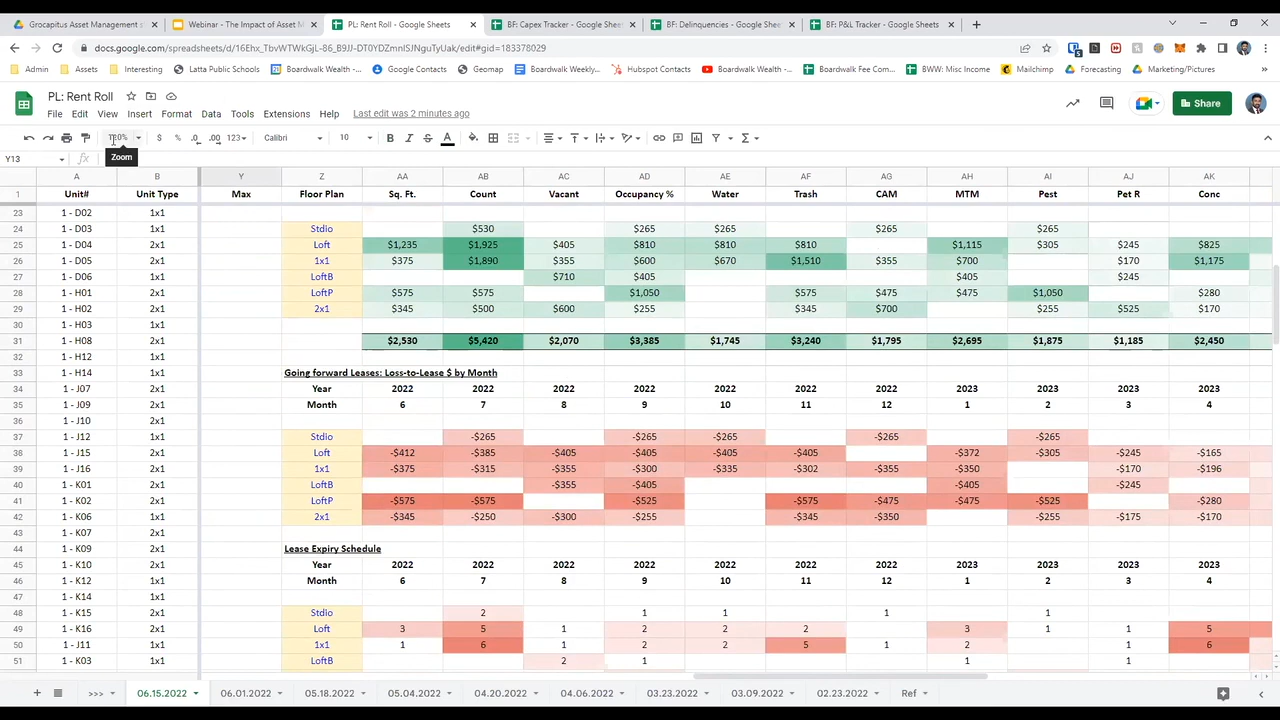 Grocapitus Asset Management s
Webinar - The Impact of Asset M
PL: Rent Roll - Google Sheets
BF: Capex Tracker - Google Sheet
BF: Delinquencies - Google Shee
BF: P&L Tracker - Google Sheets
docs.google.com/spreadsheets/d/16Ehx_TbvWTWkGjL-86_B9JJ-DT0YDZmnISJNguTyUak/edit#gid=183378029
Admin Assets Interesting Latta Public Schools Boardwalk Wealth -... Google Contacts Geomap Boardwalk Weekly... Hubspot Contacts Boardwalk Wealth -... Boardwalk Fee Com... BWW: Misc Income Mailchimp Forecasting Marketing/Pictures
PL: Rent Roll
Share
File Edit View Insert Format Data Tools Extensions Help Last edit was 2 minutes ago
$ % .0 .00 123 Calibri 10 B I S A
Y13 fx Zoom
A B Y Z AA AB AC AD AE AF AG AH AI AJ AK
1 Unit# Unit Type Max Floor Plan Sq. Ft. Count Vacant Occupancy % Water Trash CAM MTM Pest Pet R Conc
23 1 - D02 1x1
24 1 - D03 1x1 Stdio $530 $265 $265 $265 $265
25 1 - D04 2x1 Loft $1,235 $1,925 $405 $810 $810 $810 $1,115 $305 $245 $825
26 1 - D05 2x1 1x1 $375 $1,890 $355 $600 $670 $1,510 $355 $700 $170 $1,175
27 1 - D06 1x1 LoftB $710 $405 $405 $245
28 1 - H01 2x1 LoftP $575 $575 $1,050 $575 $475 $475 $1,050 $280
29 1 - H02 2x1 2x1 $345 $500 $600 $255 $345 $700 $255 $525 $170
30 1 - H03 1x1
31 1 - H08 2x1 $2,530 $5,420 $2,070 $3,385 $1,745 $3,240 $1,795 $2,695 $1,875 $1,185 $2,450
32 1 - H12 1x1
33 1 - H14 1x1 Going forward Leases: Loss-to-Lease $ by Month
34 1 - J07 2x1 Year 2022 2022 2022 2022 2022 2022 2022 2023 2023 2023 2023
35 1 - J09 2x1 Month 6 7 8 9 10 11 12 1 2 3 4
36 1 - J10 2x1
37 1 - J12 1x1 Stdio -$265 -$265 -$265 -$265 -$265
38 1 - J15 2x1 Loft -$412 -$385 -$405 -$405 -$405 -$405 -$372 -$305 -$245 -$165
39 1 - J16 2x1 1x1 -$375 -$315 -$355 -$300 -$335 -$302 -$355 -$350 -$170 -$196
40 1 - K01 2x1 LoftB -$355 -$405 -$405 -$245
41 1 - K02 2x1 LoftP -$575 -$575 -$525 -$575 -$475 -$475 -$525 -$280
42 1 - K06 1x1 2x1 -$345 -$250 -$300 -$255 -$345 -$350 -$255 -$175 -$170
43 1 - K07 2x1
44 1 - K09 2x1 Lease Expiry Schedule
45 1 - K10 2x1 Year 2022 2022 2022 2022 2022 2022 2022 2023 2023 2023 2023
46 1 - K12 1x1 Month 6 7 8 9 10 11 12 1 2 3 4
47 1 - K14 1x1
48 1 - K15 2x1 Stdio 2 1 1 1 1
49 1 - K16 2x1 Loft 3 5 1 2 2 2 3 1 1 5
50 1 - J11 1x1 1x1 1 6 1 2 2 5 1 2 1 6
51 1 - K03 2x1 LoftB 2 1 1 1
>>> 06.15.2022 06.01.2022 05.18.2022 05.04.2022 04.20.2022 04.06.2022 03.23.2022 03.09.2022 02.23.2022 Ref